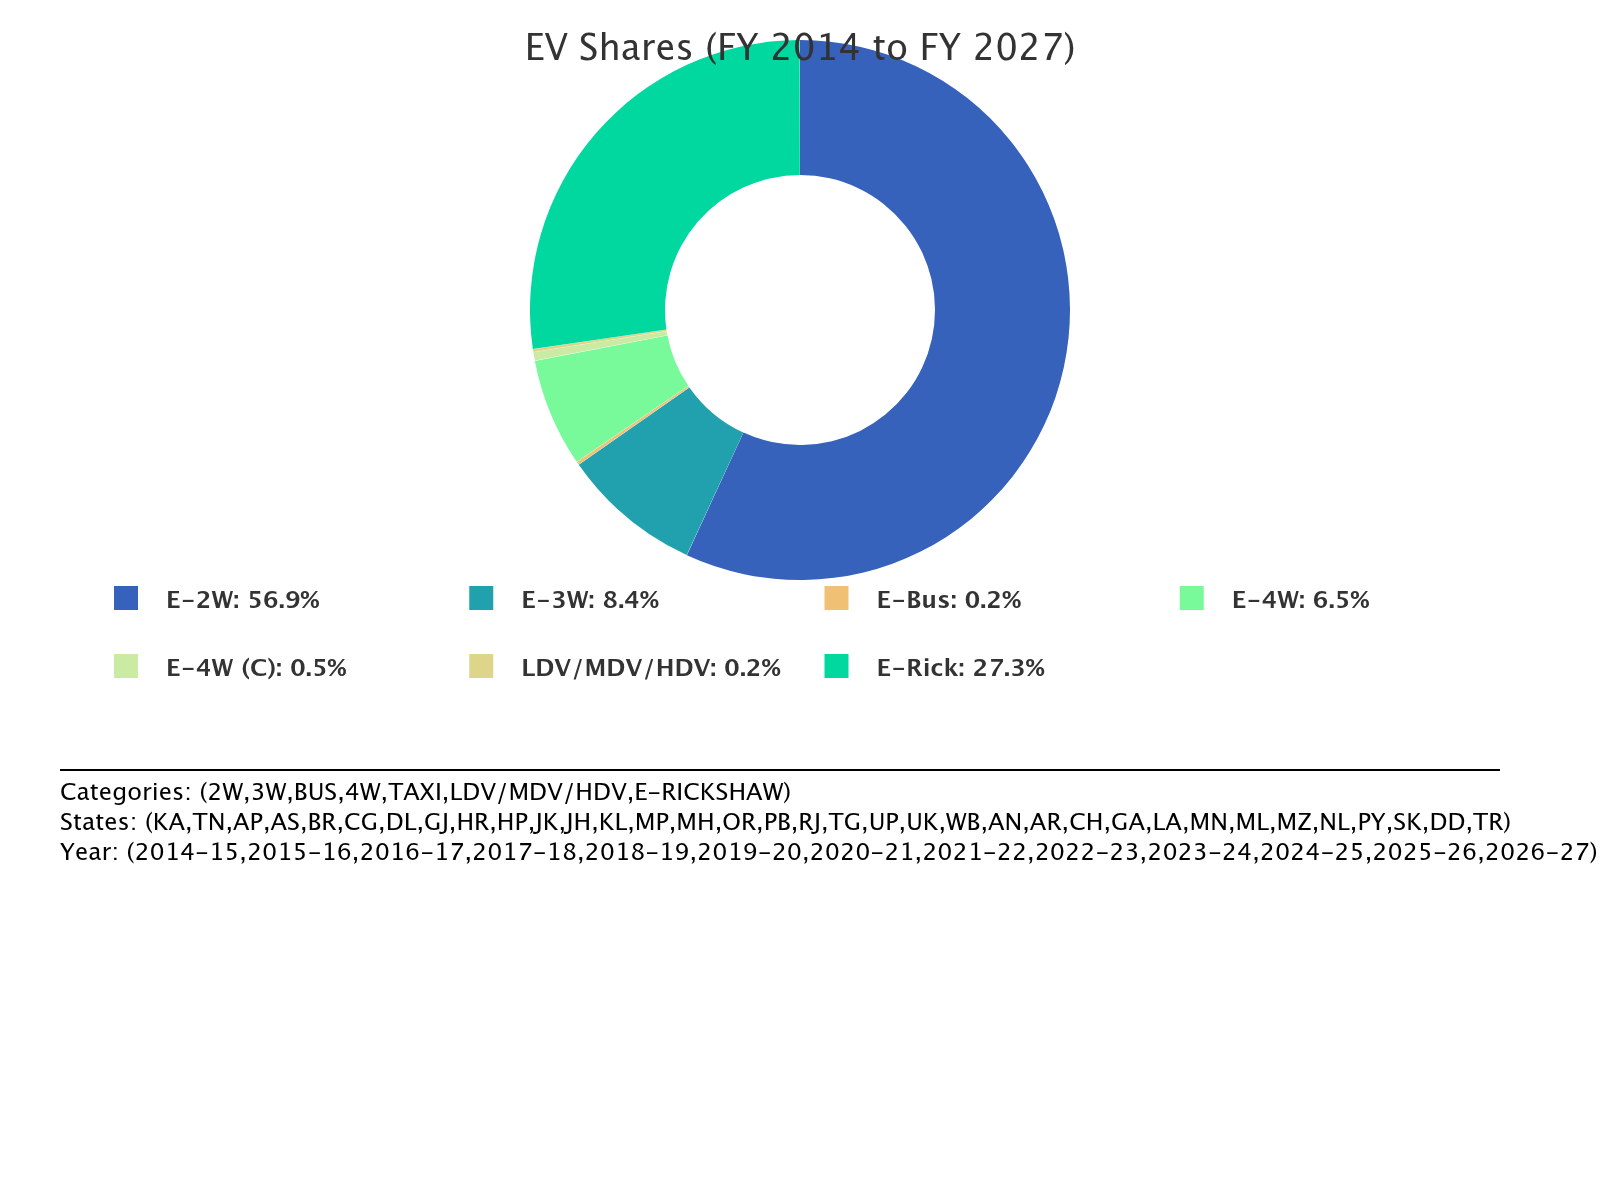 EV Shares (FY 2014 to FY 2027)
E-2W: 56.9% E-3W: 8.4% E-Bus: 0.2% E-4W: 6.5%
E-4W (C): 0.5% LDV/MDV/HDV: 0.2% E-Rick: 27.3%
Categories: (2W,3W,BUS,4W,TAXI,LDV/MDV/HDV,E-RICKSHAW)
States: (KA,TN,AP,AS,BR,CG,DL,GJ,HR,HP,JK,JH,KL,MP,MH,OR,PB,RJ,TG,UP,UK,WB,AN,AR,CH,GA,LA,MN,ML,MZ,NL,PY,SK,DD,TR)
Year: (2014-15,2015-16,2016-17,2017-18,2018-19,2019-20,2020-21,2021-22,2022-23,2023-24,2024-25,2025-26,2026-27)